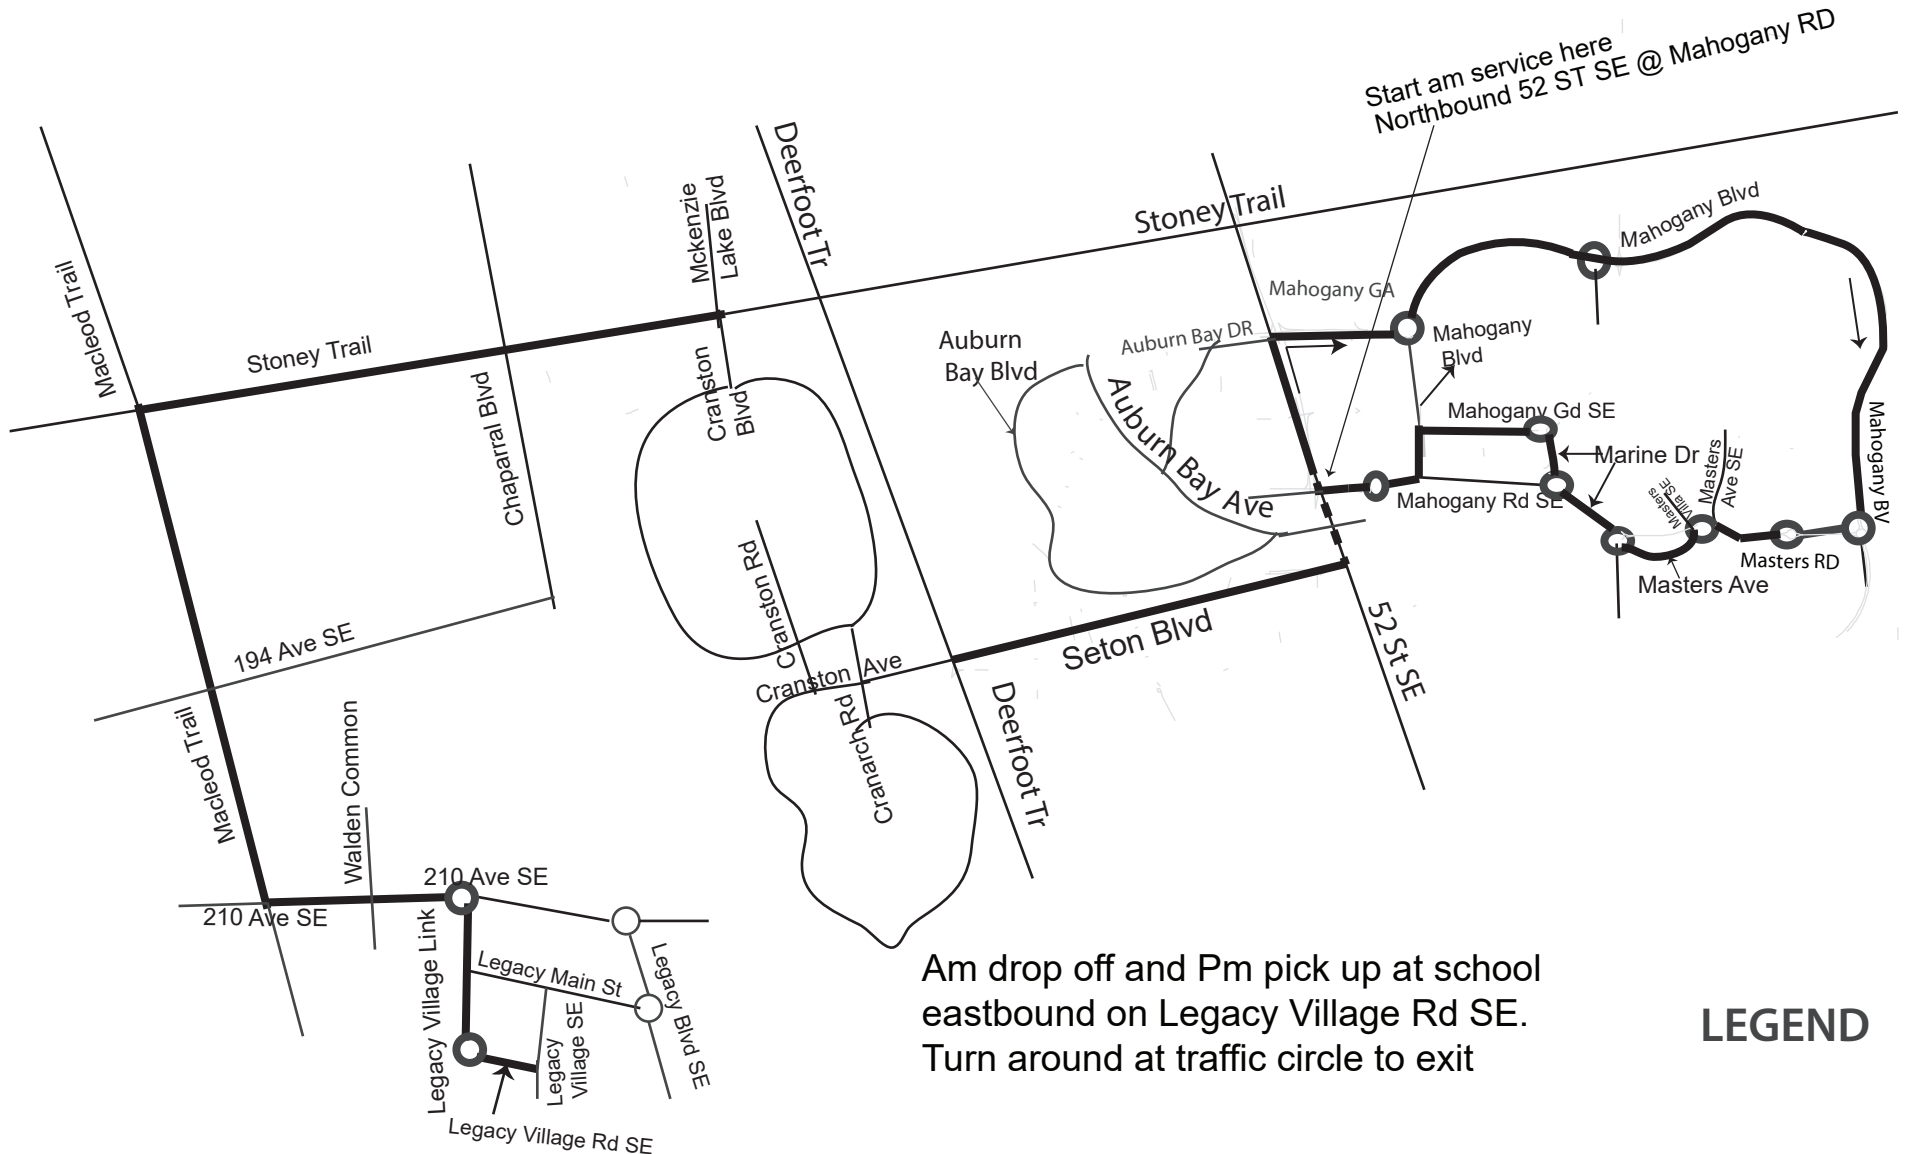 Start am service here
Northbound 52 ST SE @ Mahogany RD
Deerfoot Tr
Mckenzie
Lake Blvd
Stoney Trail
Mahogany Blvd
Macleod Trail
Stoney Trail
Mahogany GA
Auburn Bay DR
Auburn
Bay Blvd
Mahogany
Blvd
Cranston
Blvd
Chaparral Blvd
Auburn Bay Ave
Mahogany Gd SE
Marine Dr
Mahogany Rd SE
Masters
Villa SE
Masters
Ave SE
Mahogany BV
Masters RD
Masters Ave
Cranston Rd
194 Ave SE
Cranston Ave
Seton Blvd
52 St SE
Macleod Trail
Cranarch Rd
Deerfoot Tr
Walden Common
210 Ave SE
210 Ave SE
Legacy Village Link
Legacy Main St
Legacy Blvd SE
Legacy
Village SE
Legacy Village Rd SE
Am drop off and Pm pick up at school
eastbound on Legacy Village Rd SE.
Turn around at traffic circle to exit
LEGEND